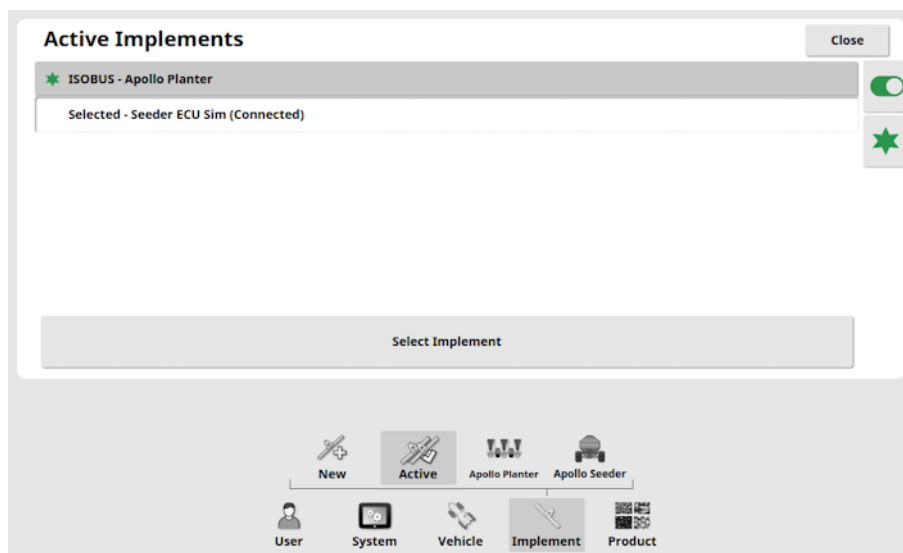 Active Implements
Close
ISOBUS - Apollo Planter
Selected - Seeder ECU Sim (Connected)
Select Implement
New
Active
Apollo Planter
Apollo Seeder
User
System
Vehicle
Implement
Product